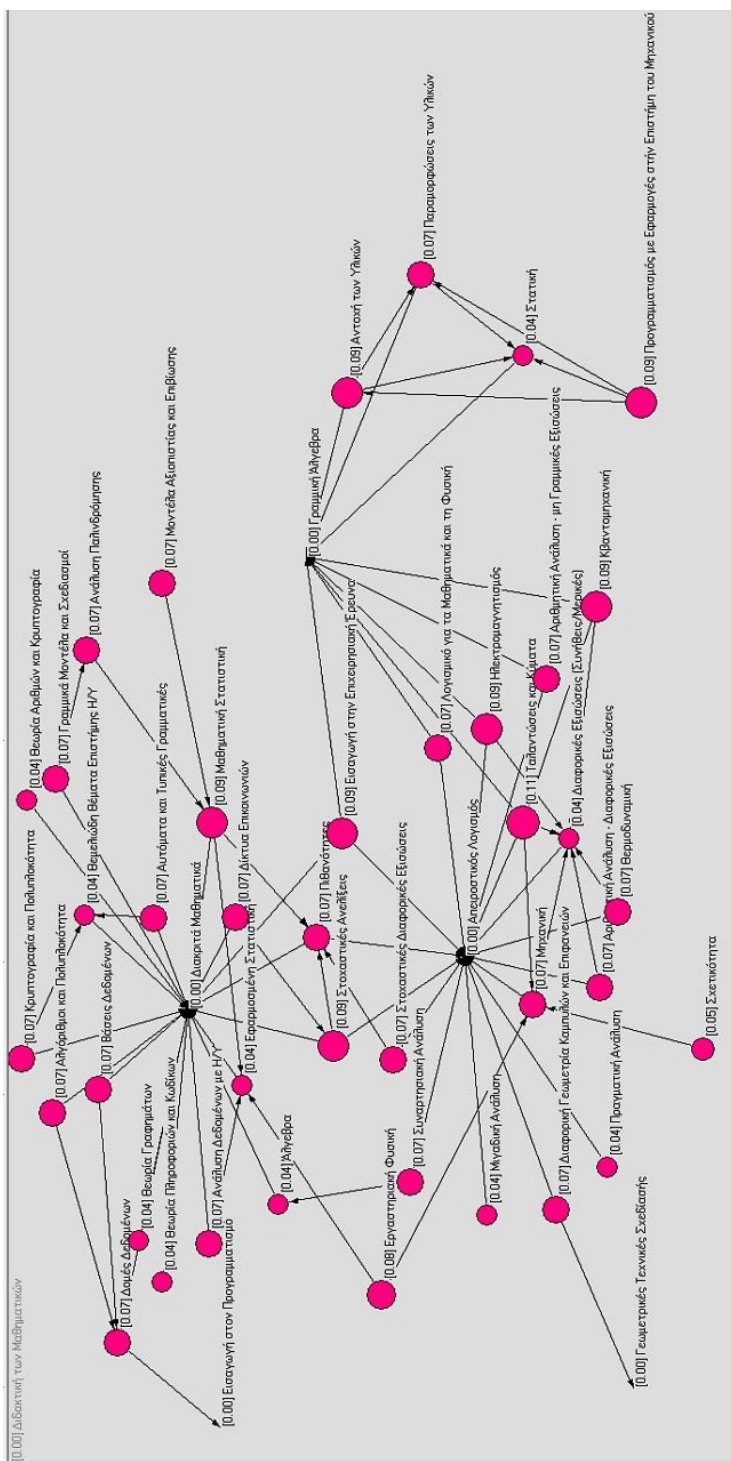 [0.00] Διδακτική των Μαθηματικών
[0.07] Κρυπτογραφία και Πολυπλοκότητα
[0.04] Θεωρία Αριθμών και Κρυπτογραφία
[0.07] Αλγόριθμοι και Πολυπλοκότητα
[0.07] Γραμμικά Μοντέλα και Σχεδιασμοί
[0.04] Θεμελιώδη Θέματα Επιστήμης Η/Υ
[0.07] Ανάλυση Παλινδρόμησης
[0.07] Βάσεις Δεδομένων
[0.07] Δομές Δεδομένων
[0.04] Θεωρία Γραφημάτων
[0.07] Αυτόματα και Τυπικές Γραμματικές
[0.04] Θεωρία Πληροφοριών και Κωδίκων
[0.07] Μοντέλα Αξιοπιστίας και Επιβίωσης
[0.00] Διακριτά Μαθηματικά
[0.07] Ανάλυση Δεδομένων με Η/Υ
[0.09] Μαθηματική Στατιστική
[0.00] Εισαγωγή στον Προγραμματισμό
[0.07] Δίκτυα Επικοινωνιών
[0.04] Εφαρμοσμένη Στατιστική
[0.04] Άλγεβρα
[0.00] Γραμμική Άλγεβρα
[0.07] Πιθανότητες
[0.09] Στοχαστικές Ανελίξεις
[0.09] Εισαγωγή στην Επιχειρησιακή Έρευνα
[0.09] Αντοχή των Υλικών
[0.08] Εργαστηριακή Φυσική
[0.07] Στοχαστικές Διαφορικές Εξισώσεις
[0.07] Συναρτησιακή Ανάλυση
[0.07] Παραμορφώσεις των Υλικών
[0.07] Λογισμικό για τα Μαθηματικά και τη Φυσική
[0.00] Απειροστικός Λογισμός
[0.04] Μιγαδική Ανάλυση
[0.09] Ηλεκτρομαγνητισμός
[0.11] Ταλαντώσεις και Κύματα
[0.04] Στατική
[0.07] Μηχανική
[0.07] Αριθμητική Ανάλυση - μη Γραμμικές Εξισώσεις
[0.07] Διαφορική Γεωμετρία Καμπυλών και Επιφανειών
[0.04] Διαφορικές Εξισώσεις [Συνήθεις/Μερικές]
[0.09] Κβαντομηχανική
[0.07] Ανάλυση - Διαφορικές Εξισώσεις
[0.04] Πραγματική Ανάλυση
[0.07] Θερμοδυναμική
[0.00] Γεωμετρικές Τεχνικές Σχεδίασης
[0.09] Προγραμματισμός με Εφαρμογές στήν Επιστήμη του Μηχανικού
[0.05] Σχετικότητα